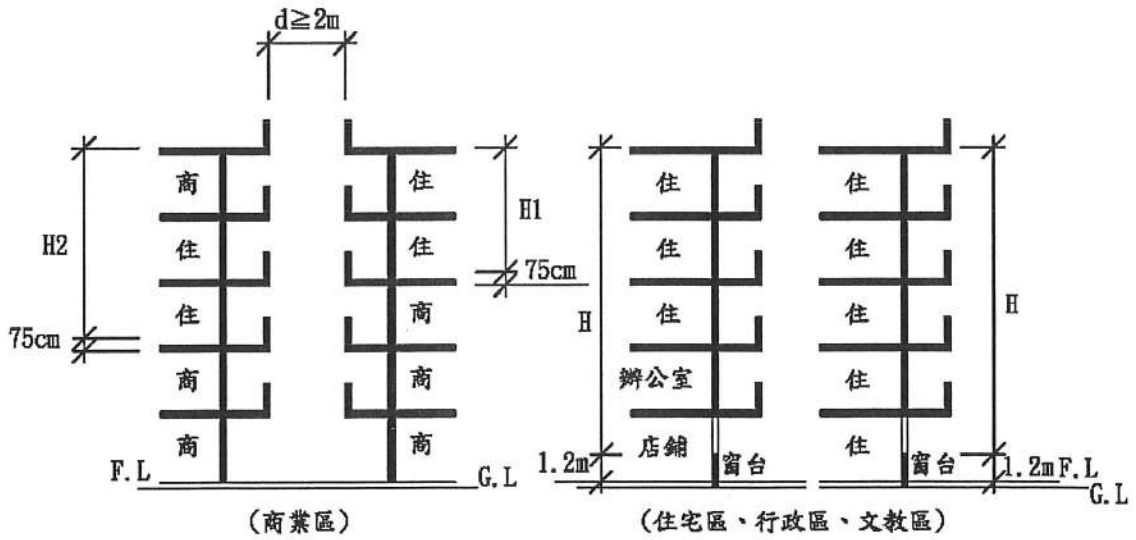 d≧2m
商
住
住
商
商
住
住
商
商
商
H2
75cm
H1
75cm
F.L
G.L
(商業區)
住
住
住
辦公室
店鋪
住
住
住
住
住
H
1.2m
窗台
H
窗台
1.2m
F.L
G.L
(住宅區、行政區、文教區)